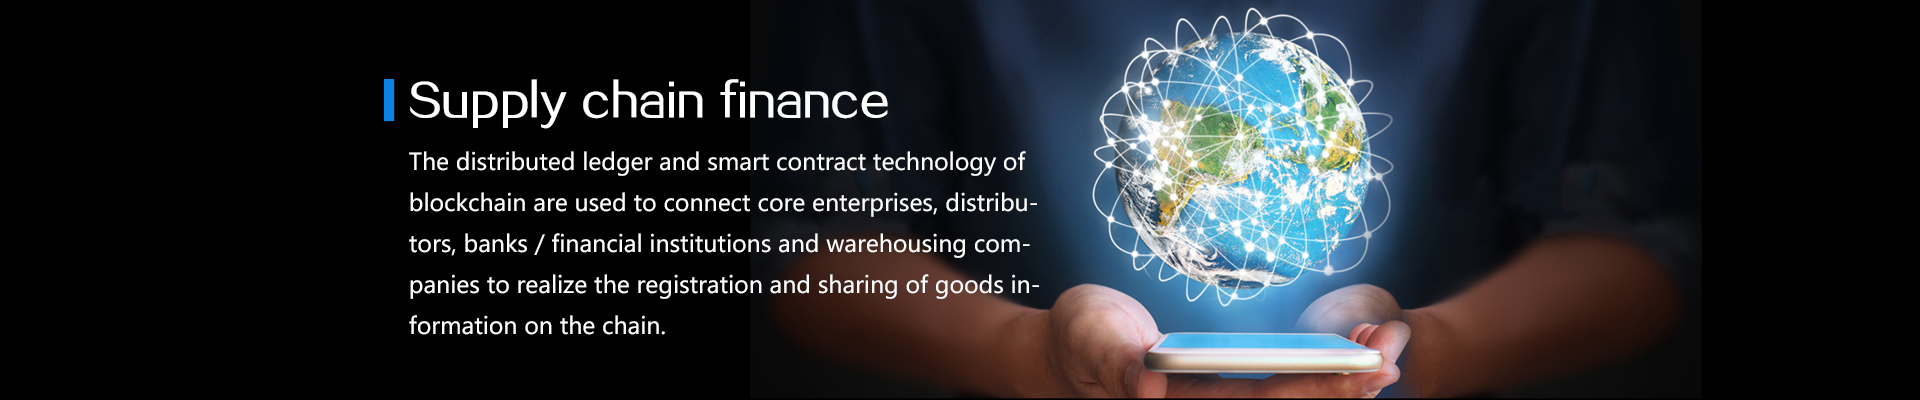 Supply chain finance
The distributed ledger and smart contract technology of
blockchain are used to connect core enterprises, distribu-
tors, banks / financial institutions and warehousing com-
panies to realize the registration and sharing of goods in-
formation on the chain.